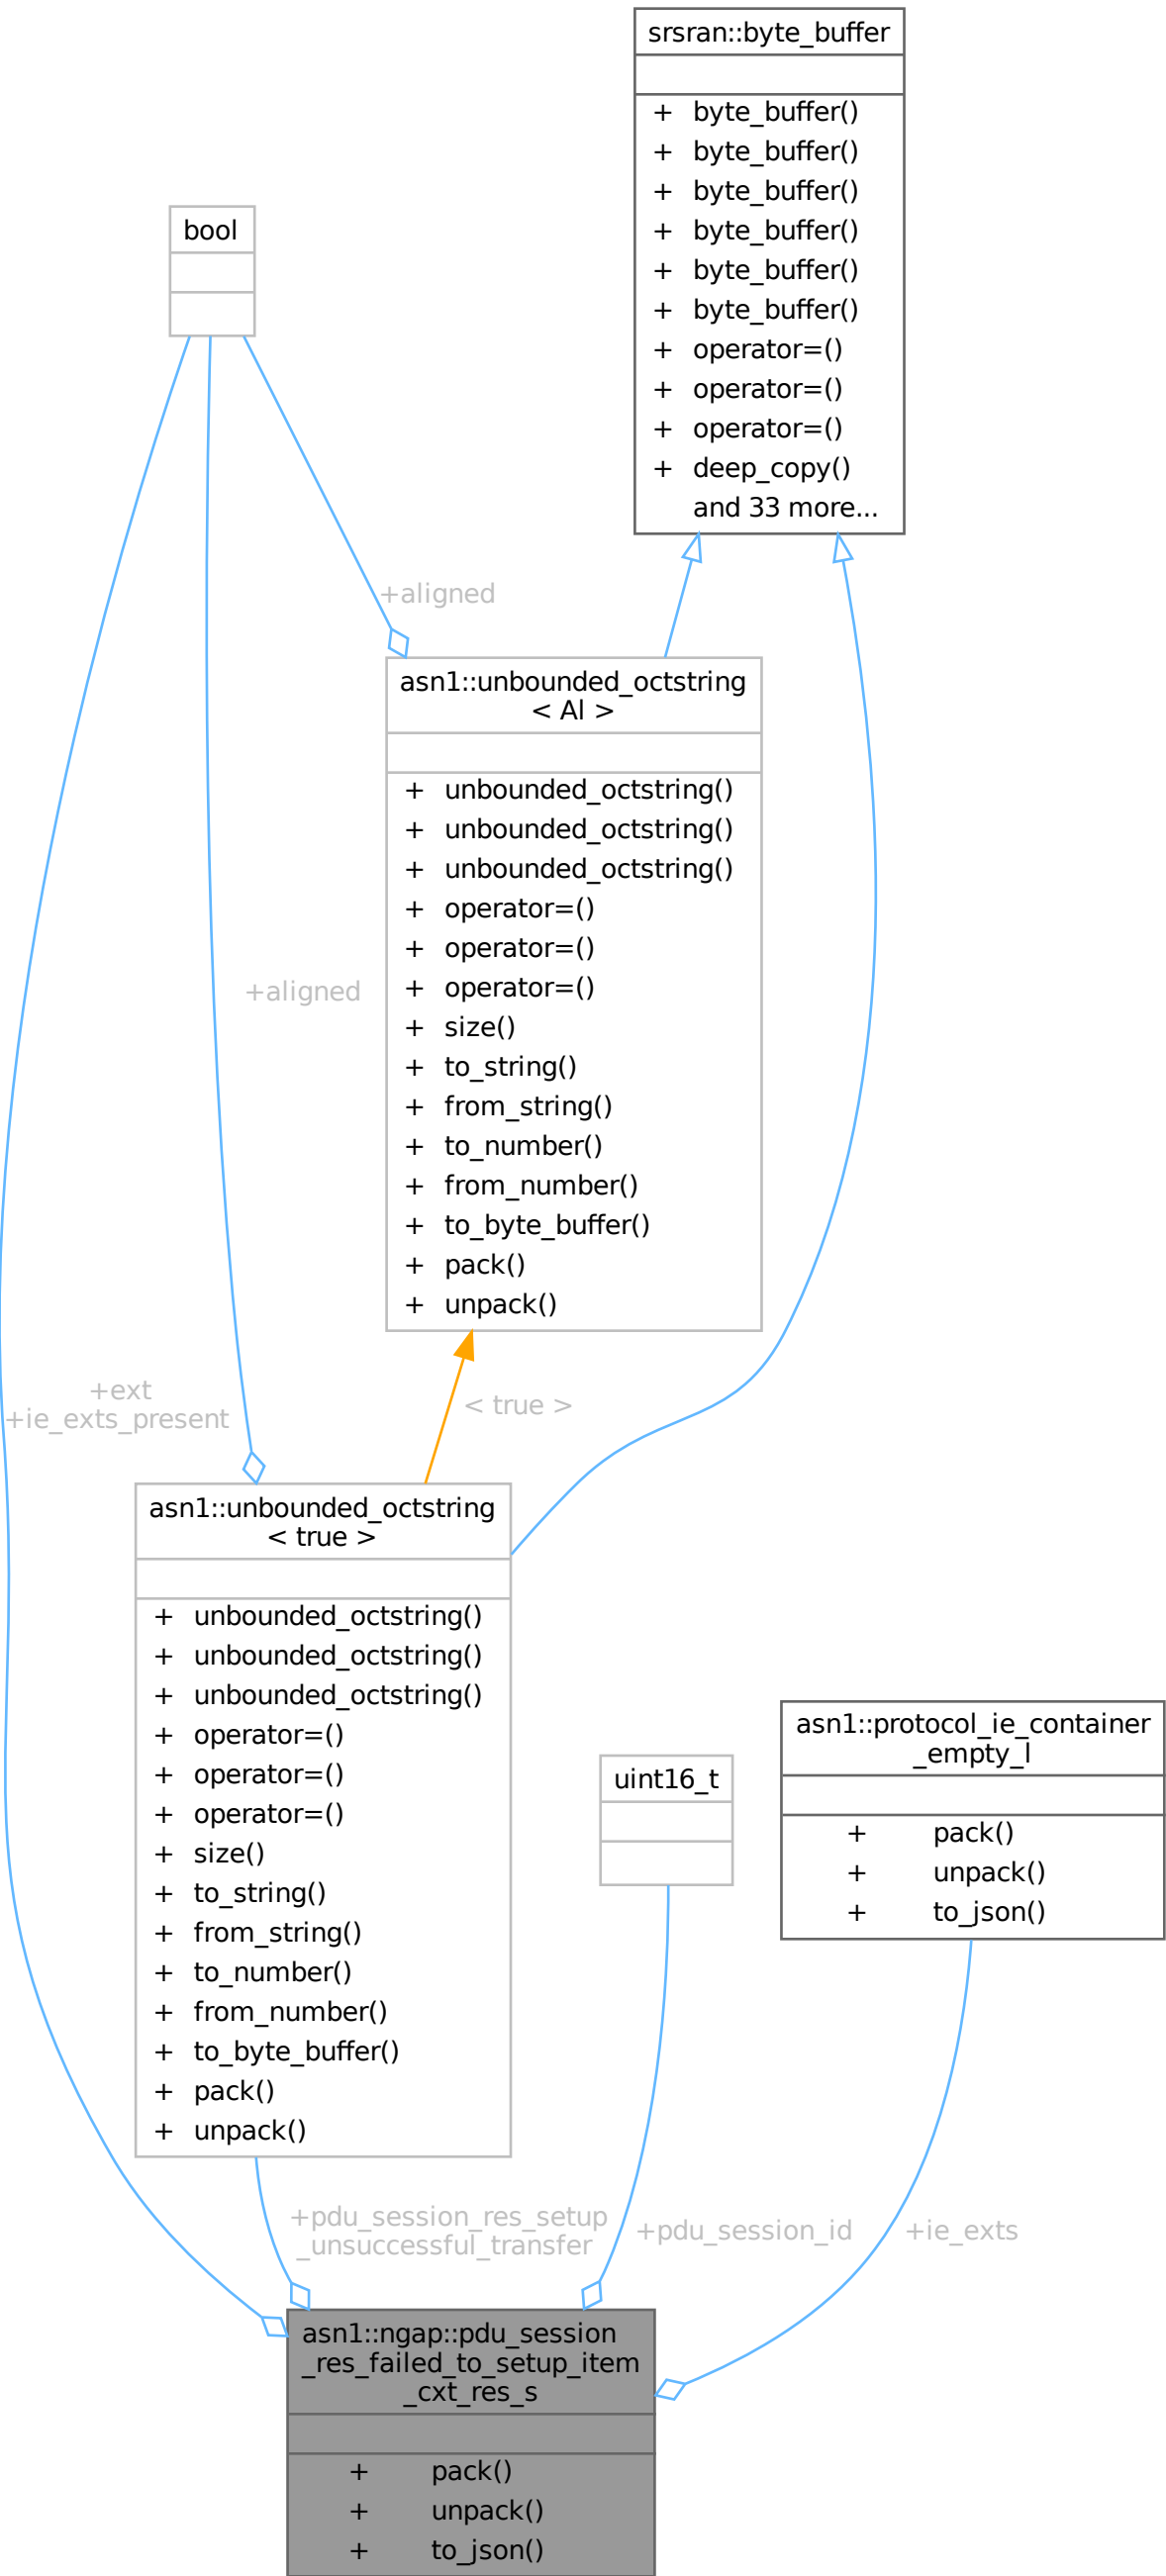 srsran::byte_buffer
+ byte_buffer()
+ byte_buffer()
+ byte_buffer()
+ byte_buffer()
+ byte_buffer()
+ byte_buffer()
+ operator=()
+ operator=()
+ operator=()
+ deep_copy()
and 33 more...
bool
+aligned
asn1::unbounded_octstring
< Al >
+ unbounded_octstring()
+ unbounded_octstring()
+ unbounded_octstring()
+ operator=()
+ operator=()
+ operator=()
+ size()
+ to_string()
+ from_string()
+ to_number()
+ from_number()
+ to_byte_buffer()
+ pack()
+ unpack()
+aligned
+ext
+ie_exts_present
< true >
asn1::unbounded_octstring
< true >
+ unbounded_octstring()
+ unbounded_octstring()
+ unbounded_octstring()
+ operator=()
+ operator=()
+ operator=()
+ size()
+ to_string()
+ from_string()
+ to_number()
+ from_number()
+ to_byte_buffer()
+ pack()
+ unpack()
uint16_t
asn1::protocol_ie_container
_empty_l
+ pack()
+ unpack()
+ to_json()
+pdu_session_res_setup
_unsuccessful_transfer
+pdu_session_id
+ie_exts
asn1::ngap::pdu_session
_res_failed_to_setup_item
_cxt_res_s
+ pack()
+ unpack()
+ to_json()